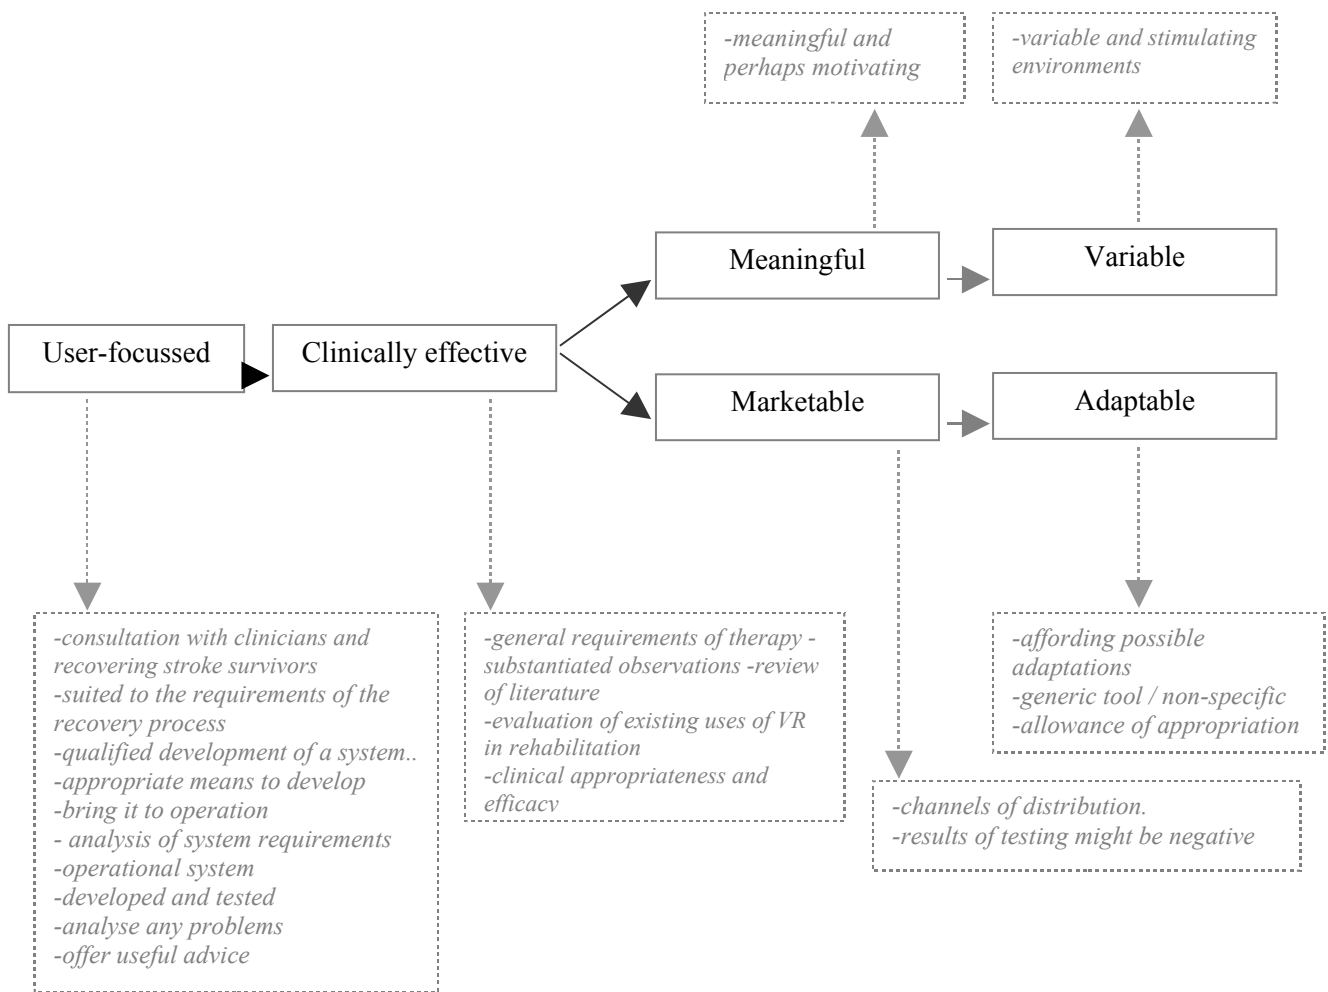 -meaningful and
perhaps motivating
-variable and stimulating
environments
Meaningful
Variable
User-focussed
Clinically effective
Marketable
Adaptable
-consultation with clinicians and
recovering stroke survivors
-suited to the requirements of the
recovery process
-qualified development of a system..
-appropriate means to develop
-bring it to operation
- analysis of system requirements
-operational system
-developed and tested
-analyse any problems
-offer useful advice
-general requirements of therapy -
substantiated observations -review
of literature
-evaluation of existing uses of VR
in rehabilitation
-clinical appropriateness and
efficacy
-affording possible
adaptations
-generic tool / non-specific
-allowance of appropriation
-channels of distribution.
-results of testing might be negative